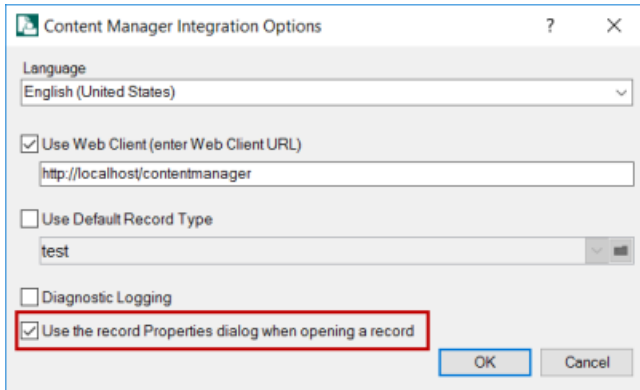 Content Manager Integration Options
Language
English (United States)
Use Web Client (enter Web Client URL)
http://localhost/contentmanager
Use Default Record Type
test
Diagnostic Logging
Use the record Properties dialog when opening a record
OK Cancel